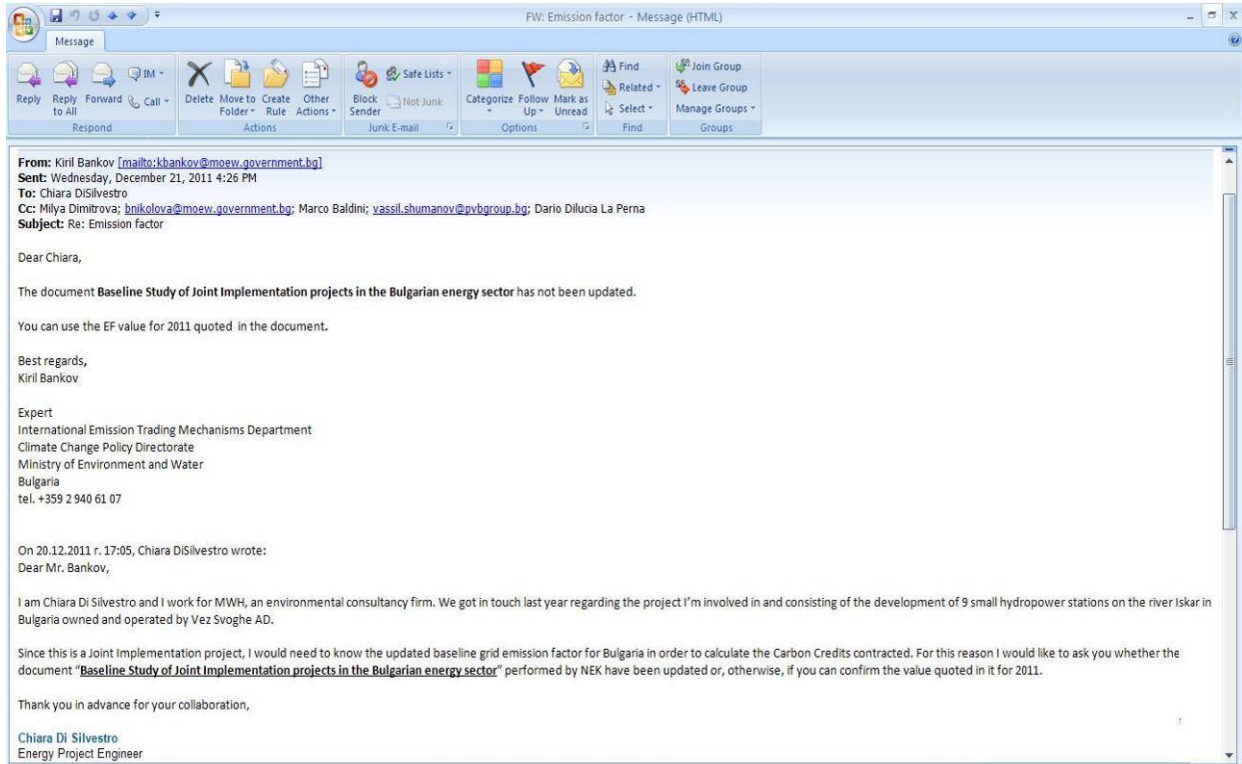 FW: Emission factor - Message (HTML)
Message
Reply
Reply to All
Forward
IM
Call
Respond
Delete
Move to Folder
Create Rule
Other Actions
Actions
Block Sender
Safe Lists
Not Junk
Junk E-mail
Categorize
Follow Up
Mark as Unread
Options
Find
Related
Select
Find
Join Group
Leave Group
Manage Groups
Groups
From: Kiril Bankov [mailto:kbankov@moew.government.bg]
Sent: Wednesday, December 21, 2011 4:26 PM
To: Chiara DiSilvestro
Cc: Milya Dimitrova; bnikolova@moew.government.bg; Marco Baldini; vassil.shumanov@pvbgroup.bg; Dario Dilucia La Perna
Subject: Re: Emission factor
Dear Chiara,
The document Baseline Study of Joint Implementation projects in the Bulgarian energy sector has not been updated.
You can use the EF value for 2011 quoted in the document.
Best regards,
Kiril Bankov
Expert
International Emission Trading Mechanisms Department
Climate Change Policy Directorate
Ministry of Environment and Water
Bulgaria
tel. +359 2 940 61 07
On 20.12.2011 r. 17:05, Chiara DiSilvestro wrote:
Dear Mr. Bankov,
I am Chiara Di Silvestro and I work for MWH, an environmental consultancy firm. We got in touch last year regarding the project I'm involved in and consisting of the development of 9 small hydropower stations on the river Iskar in
Bulgaria owned and operated by Vez Svoghe AD.
Since this is a Joint Implementation project, I would need to know the updated baseline grid emission factor for Bulgaria in order to calculate the Carbon Credits contracted. For this reason I would like to ask you whether the
document "Baseline Study of Joint Implementation projects in the Bulgarian energy sector" performed by NEK have been updated or, otherwise, if you can confirm the value quoted in it for 2011.
Thank you in advance for your collaboration,
Chiara Di Silvestro
Energy Project Engineer